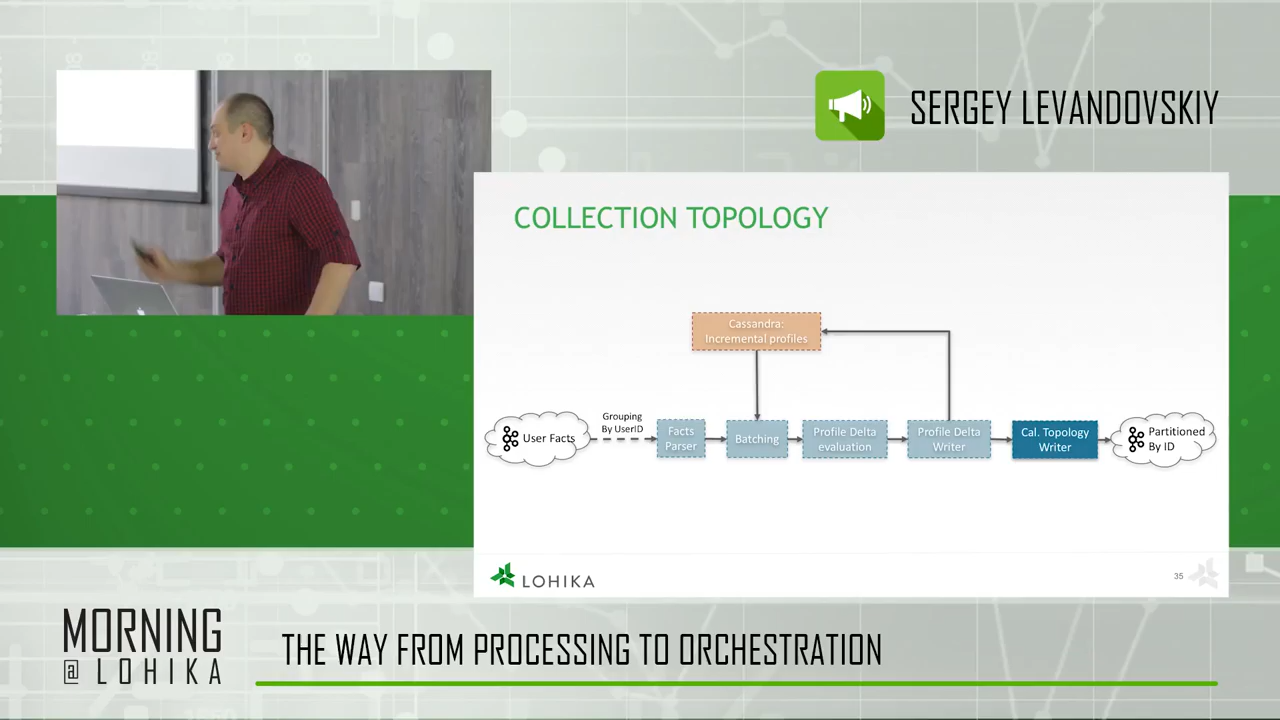 SERGEY LEVANDOVSKIY
COLLECTION TOPOLOGY
Cassandra:
Incremental profiles
Grouping
By UserID
User Facts
Facts
Parser
Batching
Profile Delta
evaluation
Profile Delta
Writer
Cal. Topology
Writer
Partitioned
By ID
LOHIKA
35
MORNING
@ LOHIKA
THE WAY FROM PROCESSING TO ORCHESTRATION